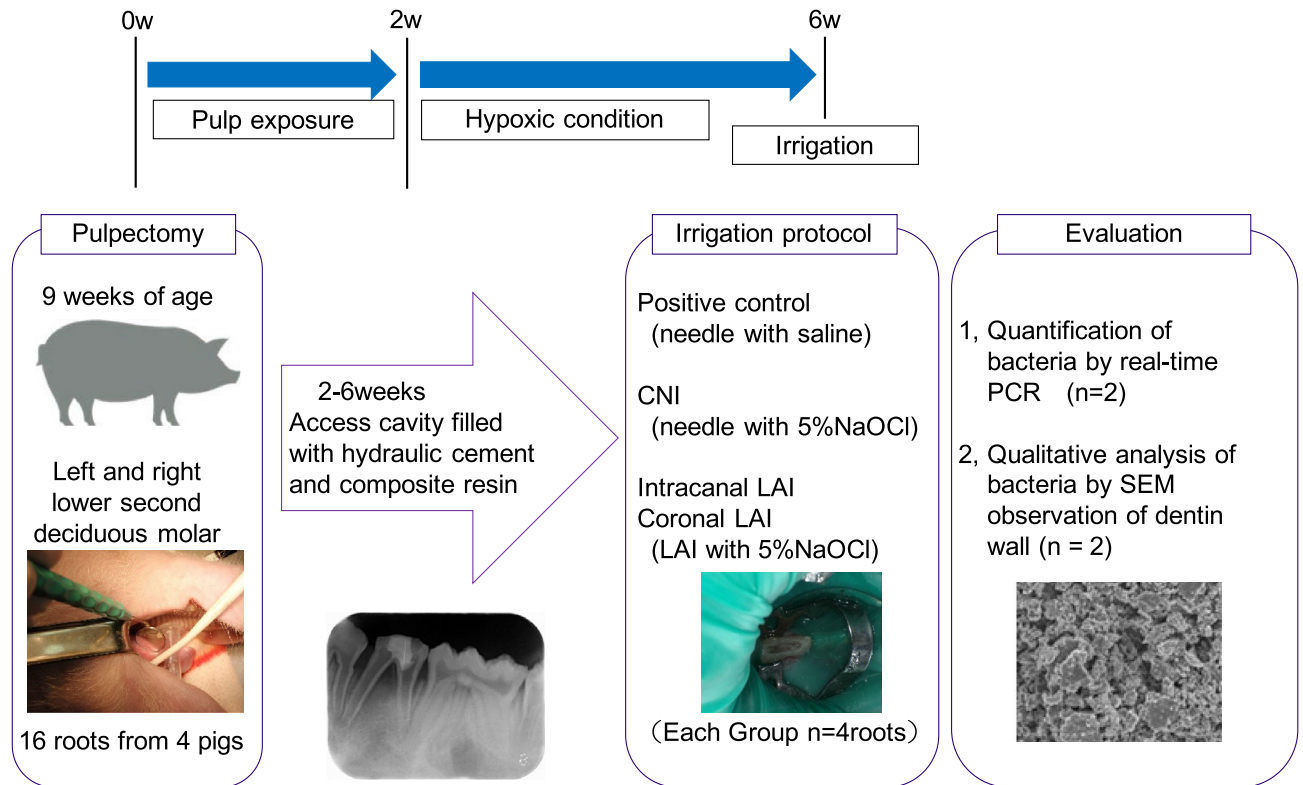 0w
2w
6w
Pulp exposure
Hypoxic condition
Irrigation
Pulpectomy
9 weeks of age
Left and right
lower second
deciduous molar
16 roots from 4 pigs
2-6weeks
Access cavity filled
with hydraulic cement
and composite resin
Irrigation protocol
Positive control
(needle with saline)
CNI
(needle with 5%NaOCl)
Intracanal LAI
Coronal LAI
(LAI with 5%NaOCl)
（Each Group n=4roots）
Evaluation
1, Quantification of
bacteria by real-time
PCR (n=2)
2, Qualitative analysis of
bacteria by SEM
observation of dentin
wall (n = 2)